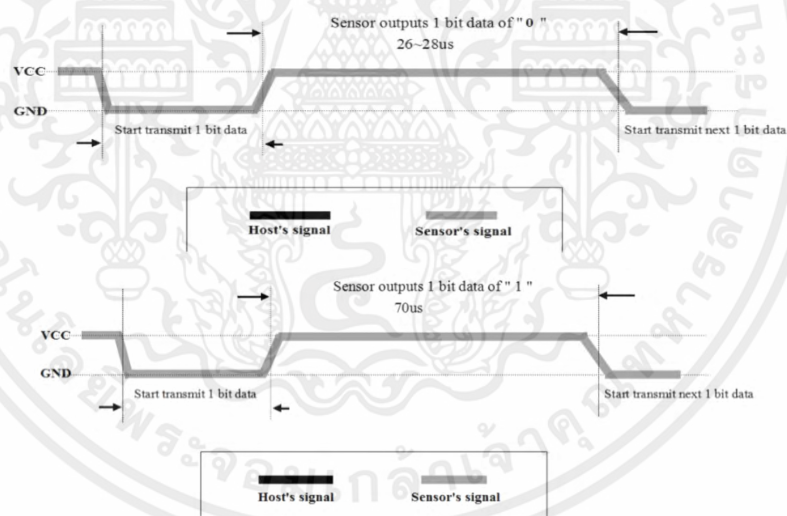 Sensor outputs 1 bit data of " 0 "
26~28us
VCC
GND
Start transmit 1 bit data
Start transmit next 1 bit data
Host's signal
Sensor's signal
Sensor outputs 1 bit data of " 1 "
70us
VCC
GND
Start transmit 1 bit data
Start transmit next 1 bit data
Host's signal
Sensor's signal